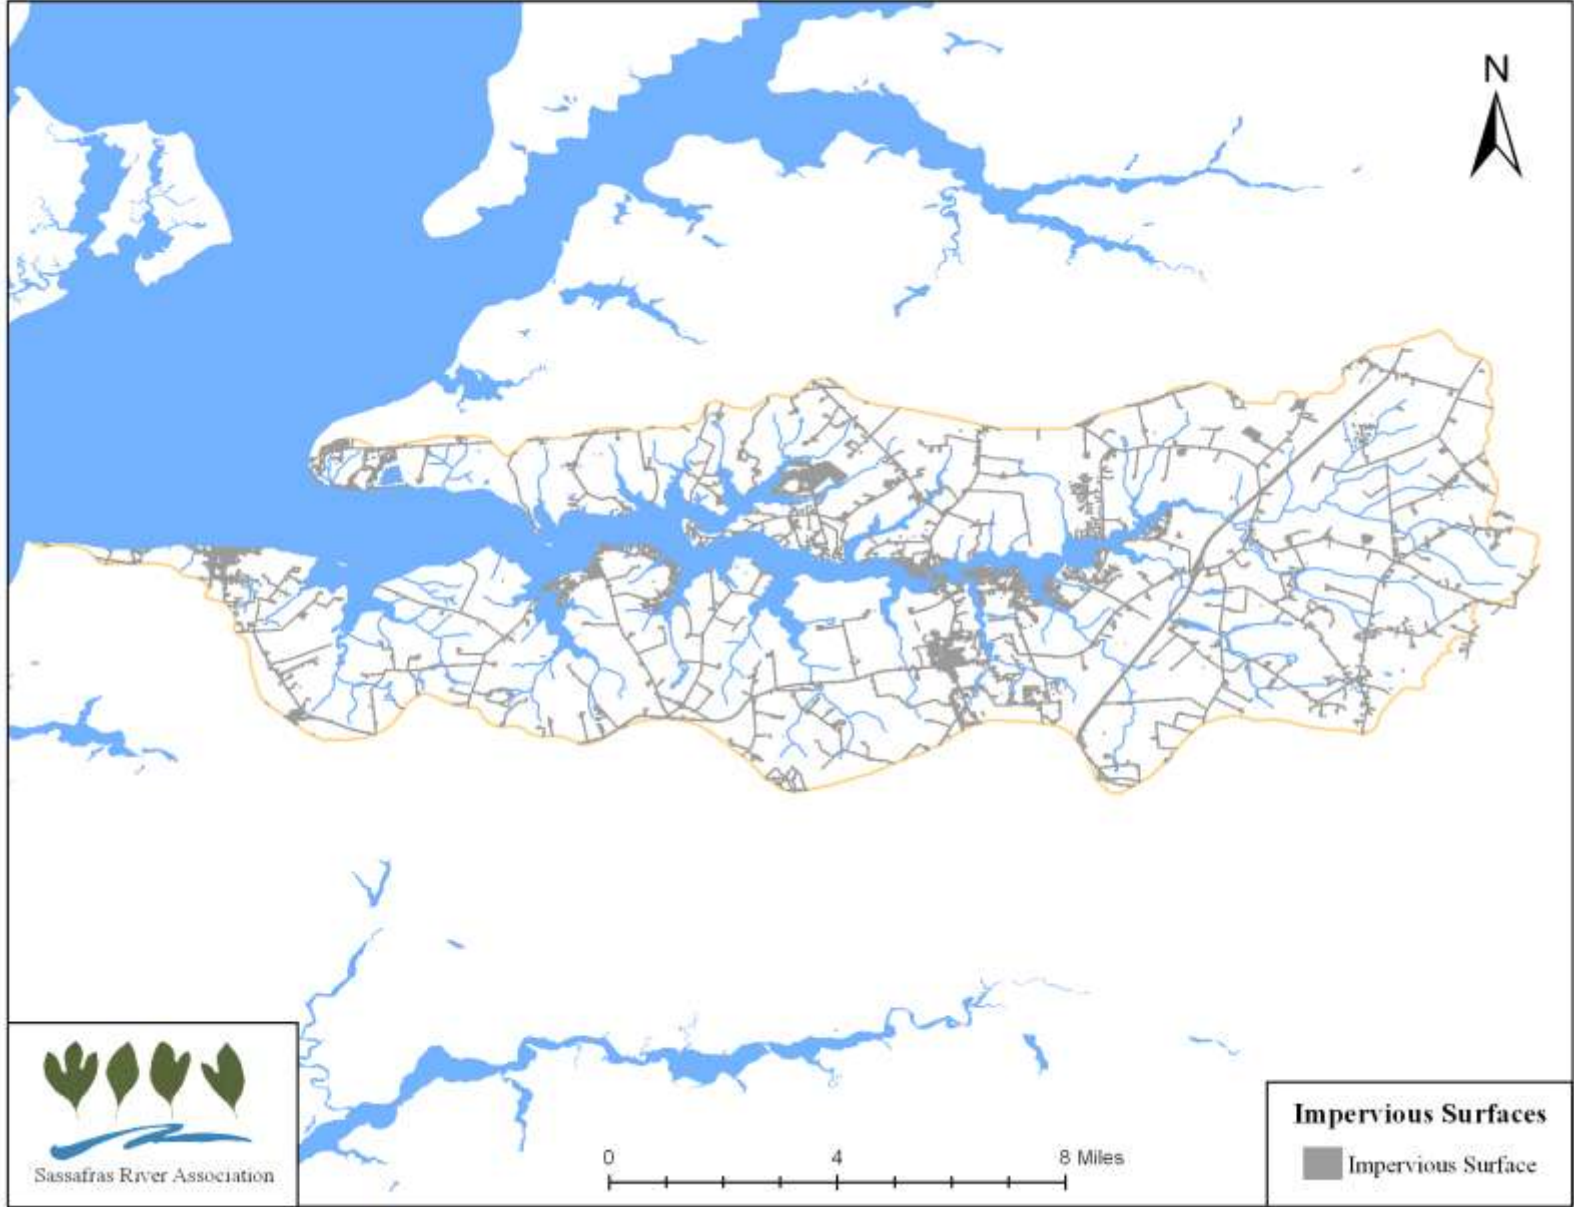 N
Sassafras River Association
0 4 8 Miles
Impervious Surfaces
Impervious Surface